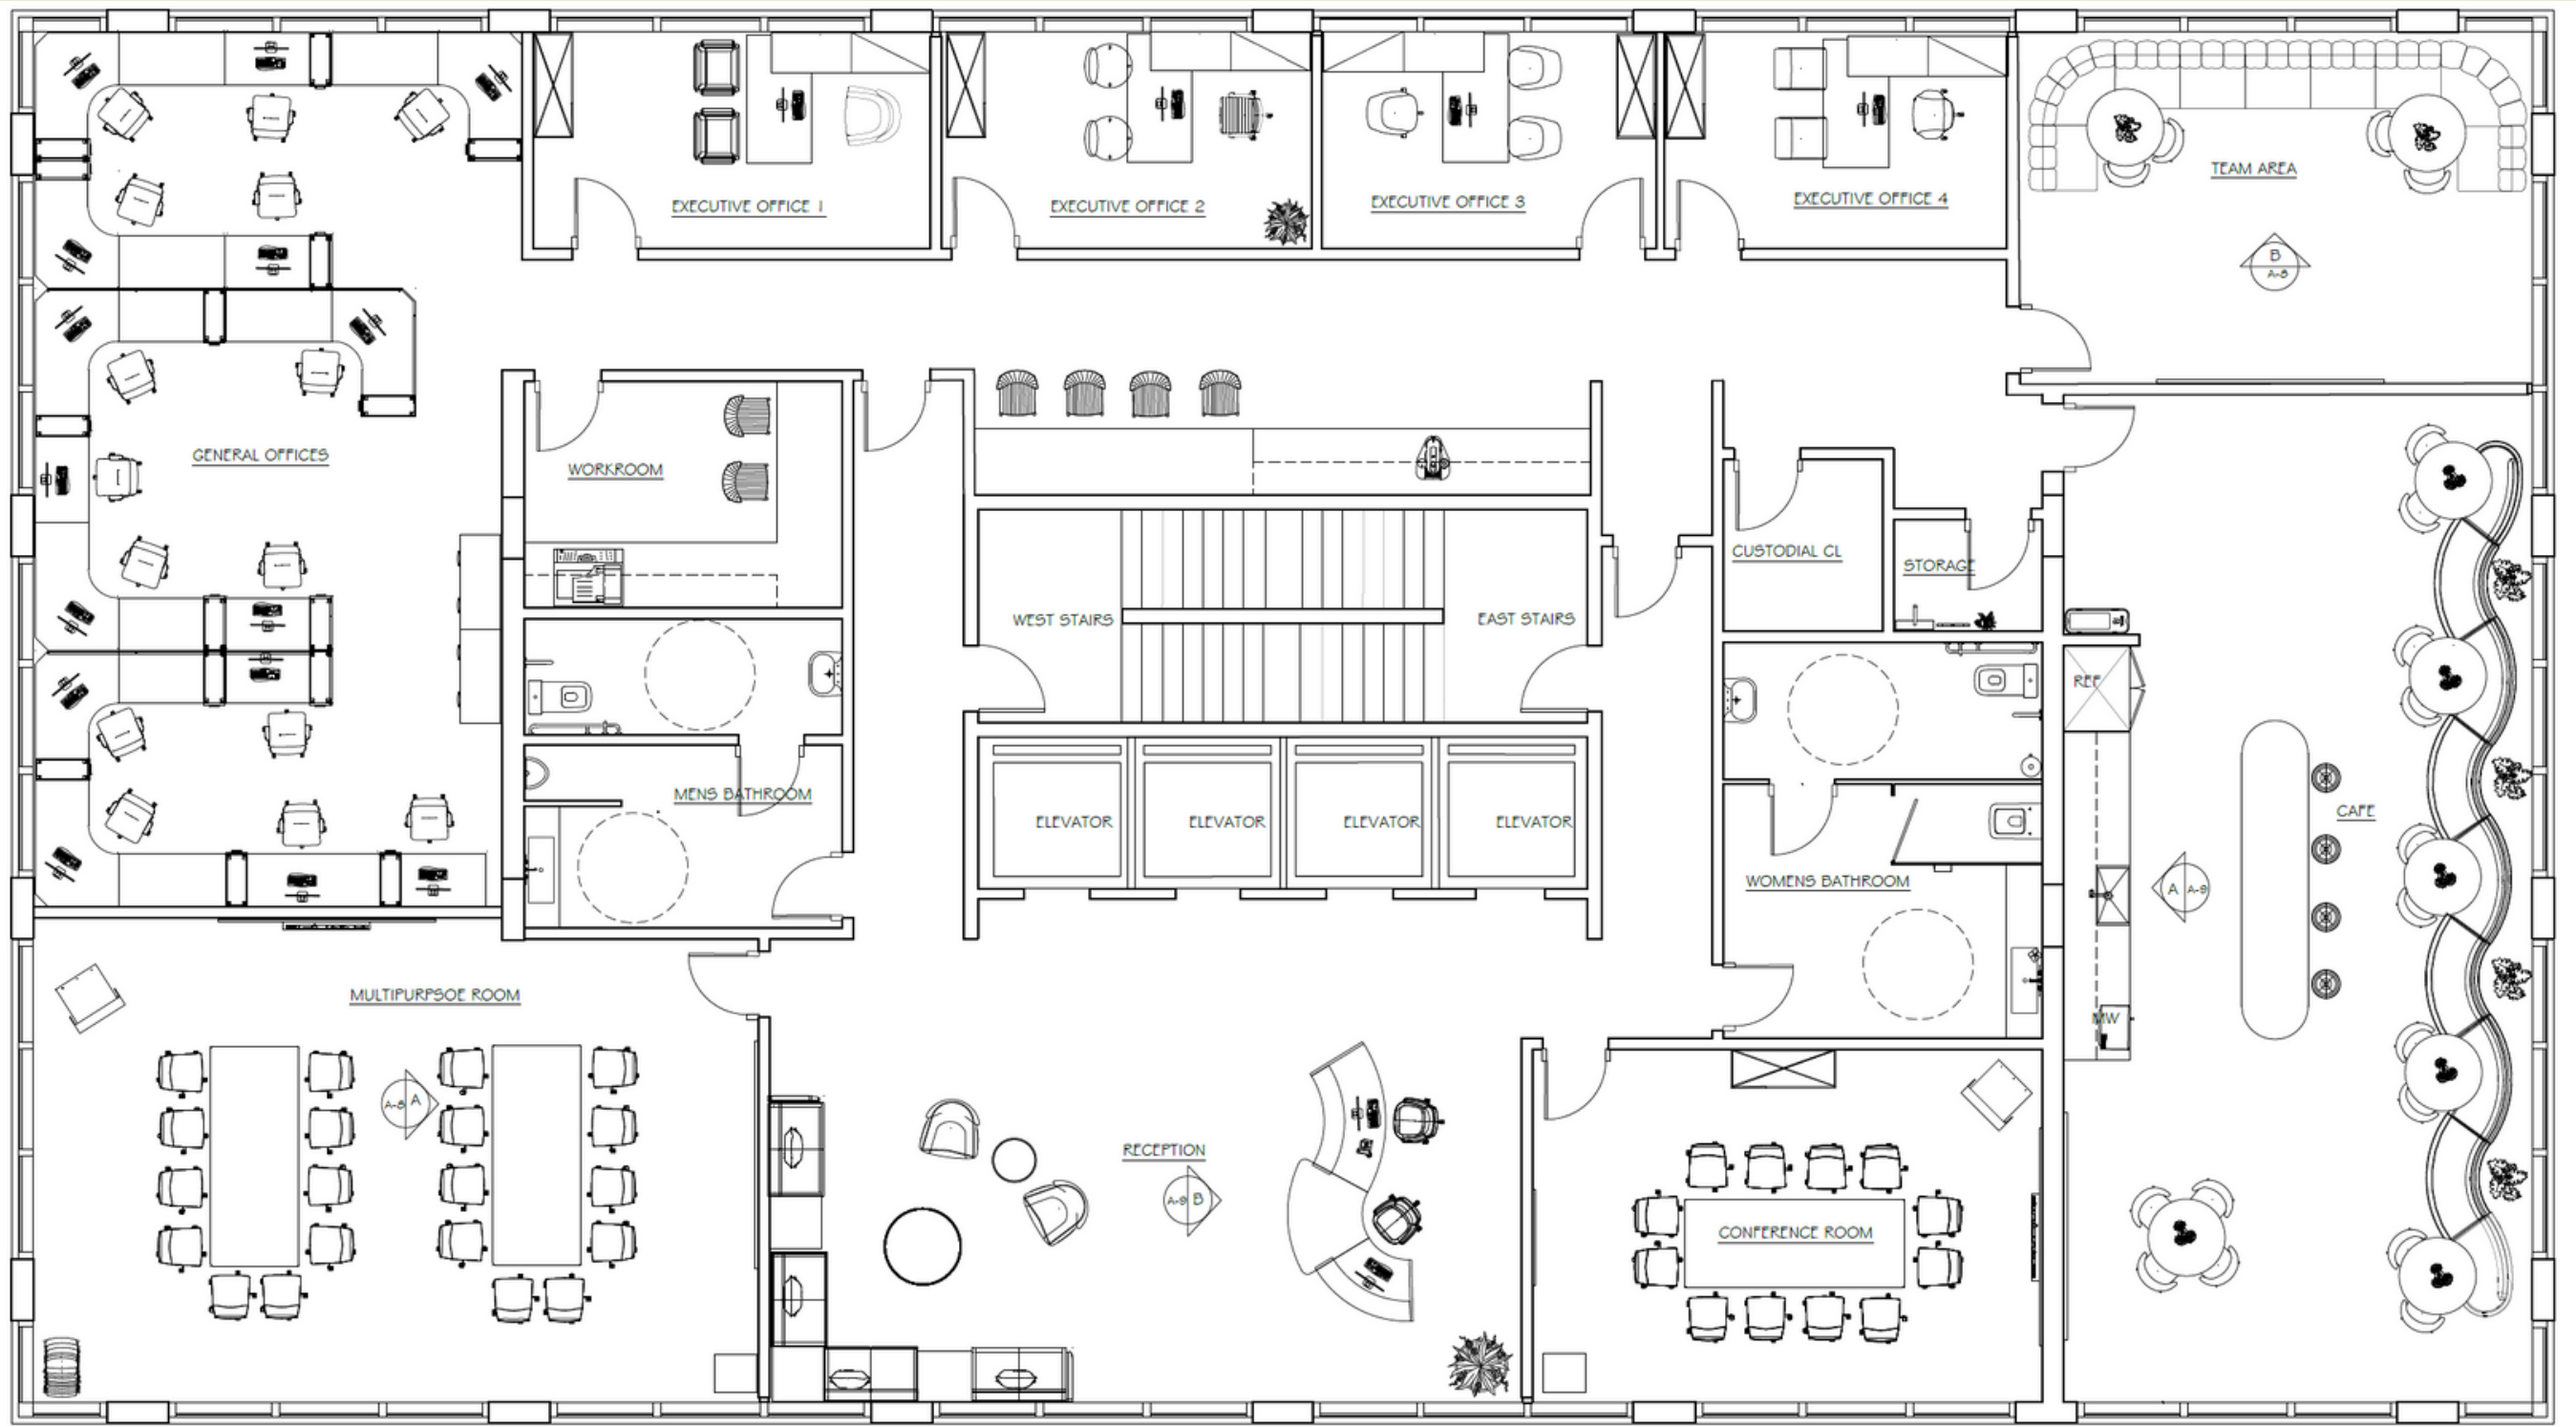 EXECUTIVE OFFICE 1
EXECUTIVE OFFICE 2
EXECUTIVE OFFICE 3
EXECUTIVE OFFICE 4
TEAM AREA
B
A-8
GENERAL OFFICES
WORKROOM
CUSTODIAL CL
STORAGE
WEST STAIRS
EAST STAIRS
REF
MENS BATHROOM
ELEVATOR
ELEVATOR
ELEVATOR
ELEVATOR
CAFE
WOMENS BATHROOM
A A-9
MULTIPURPSOE ROOM
MW
A-8 A
RECEPTION
A-9 B
CONFERENCE ROOM